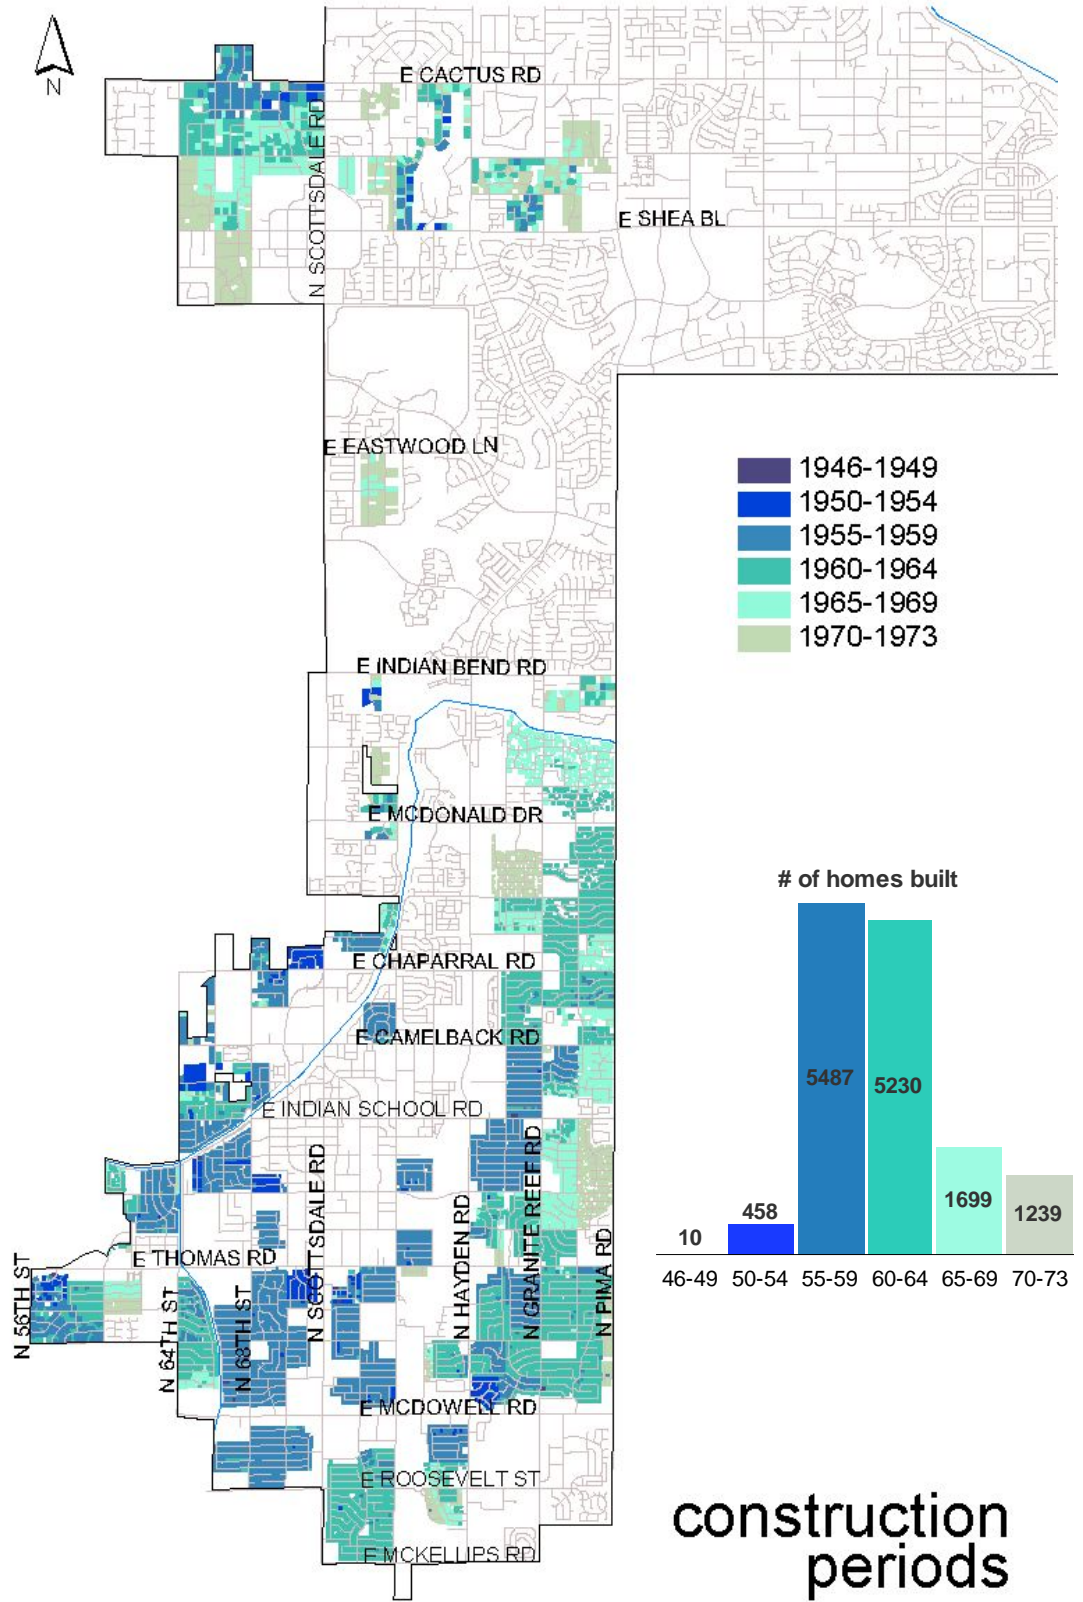 E CACTUS RD
N
N SCOTTSDALE RD
E SHEA BL
E EASTWOOD LN
1946-1949
1950-1954
1955-1959
1960-1964
1965-1969
1970-1973
E INDIAN BEND RD
E MCDONALD DR
# of homes built
E CHAPARRAL RD
E CAMELBACK RD
5487
5230
E INDIAN SCHOOL RD
N SCOTTSDALE RD
N HAYDEN RD
N GRANITE REEF RD
N PIMA RD
1699
458
1239
10
E THOMAS RD
46-49 50-54 55-59 60-64 65-69 70-73
N 56TH ST
N 64TH ST
N 68TH ST
E MCDOWELL RD
E ROOSEVELT ST
E MCKELLIPS RD
construction
periods